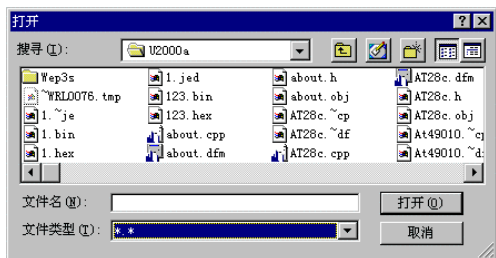 打开
搜寻(I): U2000a
Wep3s 1.jed about.h AT28c.dfm
~WRL0076.tmp 123.bin about.obj AT28c.h
1.~je 123.hex AT28c.~cp AT28c.obj
1.bin about.cpp AT28c.~df At49010.~cp
1.hex about.dfm AT28c.cpp At49010.~d
文件名(N): 打开(O)
文件类型(T): *.* 取消